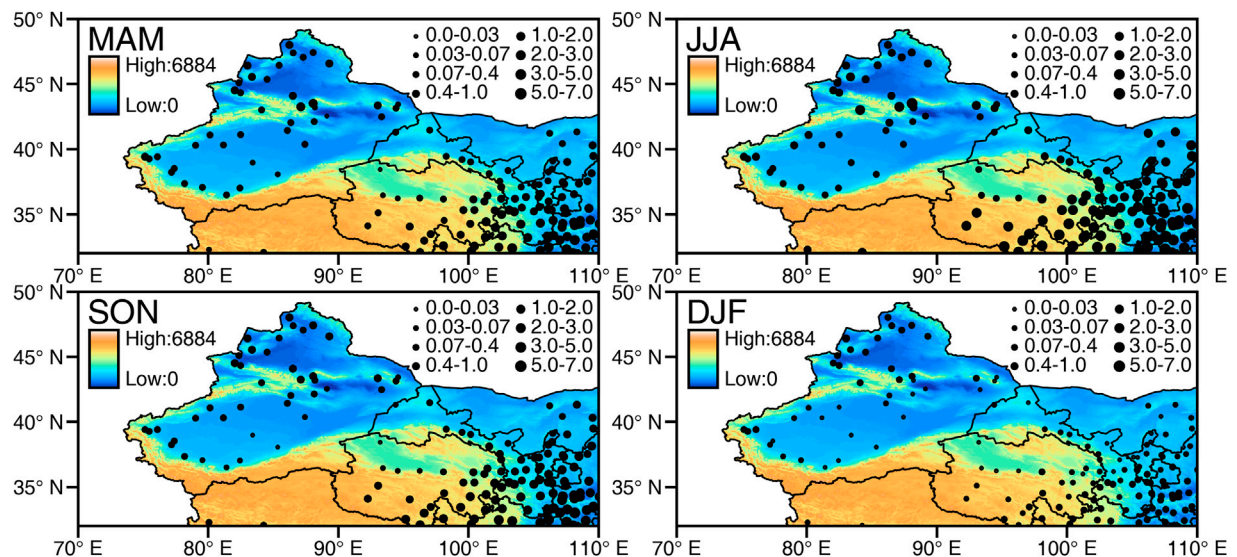 50° N
MAM
High:6884
Low:0
0.0-0.03
0.03-0.07
0.07-0.4
0.4-1.0
1.0-2.0
2.0-3.0
3.0-5.0
5.0-7.0
45° N
40° N
35° N
70° E
80° E
90° E
100° E
110° E
50° N
JJA
High:6884
Low:0
0.0-0.03
0.03-0.07
0.07-0.4
0.4-1.0
1.0-2.0
2.0-3.0
3.0-5.0
5.0-7.0
45° N
40° N
35° N
70° E
80° E
90° E
100° E
110° E
50° N
SON
High:6884
Low:0
0.0-0.03
0.03-0.07
0.07-0.4
0.4-1.0
1.0-2.0
2.0-3.0
3.0-5.0
5.0-7.0
45° N
40° N
35° N
70° E
80° E
90° E
100° E
110° E
50° N
DJF
High:6884
Low:0
0.0-0.03
0.03-0.07
0.07-0.4
0.4-1.0
1.0-2.0
2.0-3.0
3.0-5.0
5.0-7.0
45° N
40° N
35° N
70° E
80° E
90° E
100° E
110° E